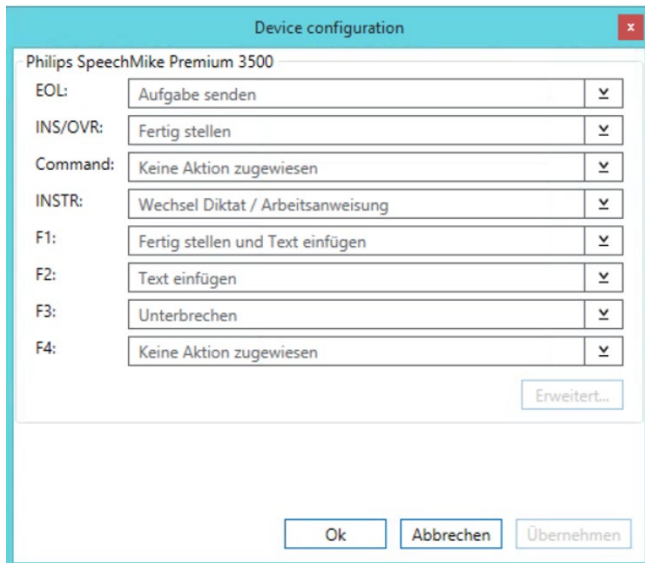 Device configuration
x
Philips SpeechMike Premium 3500
EOL: Aufgabe senden
INS/OVR: Fertig stellen
Command: Keine Aktion zugewiesen
INSTR: Wechsel Diktat / Arbeitsanweisung
F1: Fertig stellen und Text einfügen
F2: Text einfügen
F3: Unterbrechen
F4: Keine Aktion zugewiesen
Erweitert...
Ok Abbrechen Übernehmen